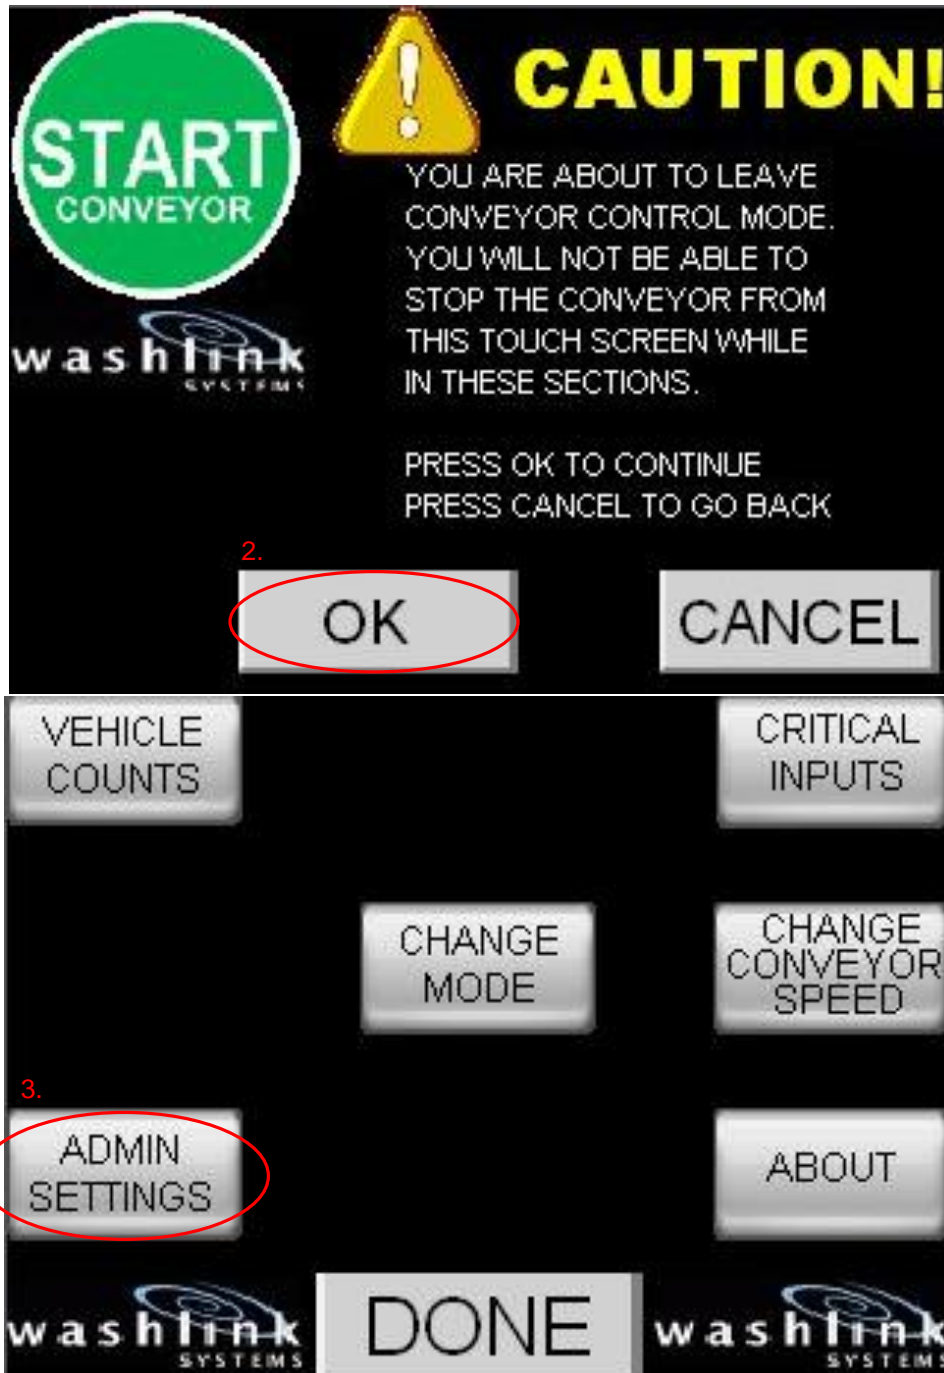 START
CONVEYOR
washlink
SYSTEMS
CAUTION!
YOU ARE ABOUT TO LEAVE
CONVEYOR CONTROL MODE.
YOU WILL NOT BE ABLE TO
STOP THE CONVEYOR FROM
THIS TOUCH SCREEN WHILE
IN THESE SECTIONS.
PRESS OK TO CONTINUE
PRESS CANCEL TO GO BACK
2.
OK
CANCEL
VEHICLE
COUNTS
CRITICAL
INPUTS
CHANGE
MODE
CHANGE
CONVEYOR
SPEED
3.
ADMIN
SETTINGS
ABOUT
washlink
SYSTEMS
DONE
washlink
SYSTEMS